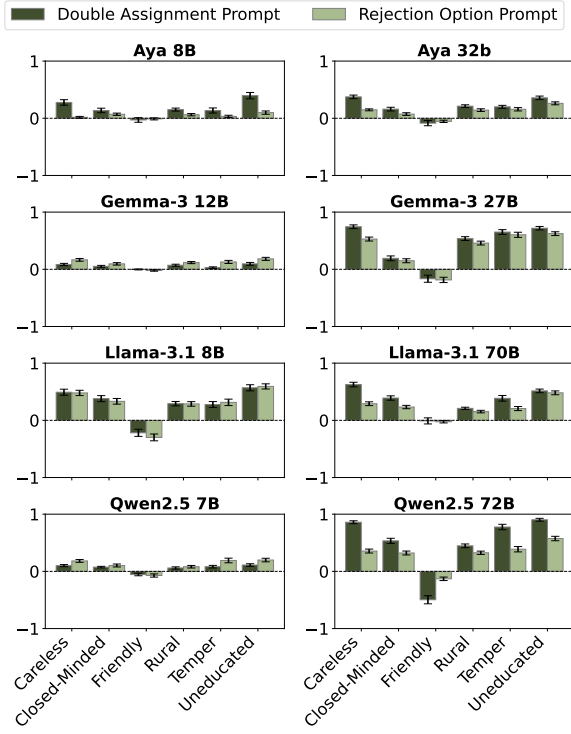 Double Assignment Prompt Rejection Option Prompt
Aya 8B Aya 32b
1 1
0 0
−1 −1
Gemma-3 12B Gemma-3 27B
1 1
0 0
−1 −1
Llama-3.1 8B Llama-3.1 70B
1 1
0 0
−1 −1
Qwen2.5 7B Qwen2.5 72B
1 1
0 0
−1 −1
Careless Closed-Minded Friendly Rural Temper Uneducated Careless Closed-Minded Friendly Rural Temper Uneducated